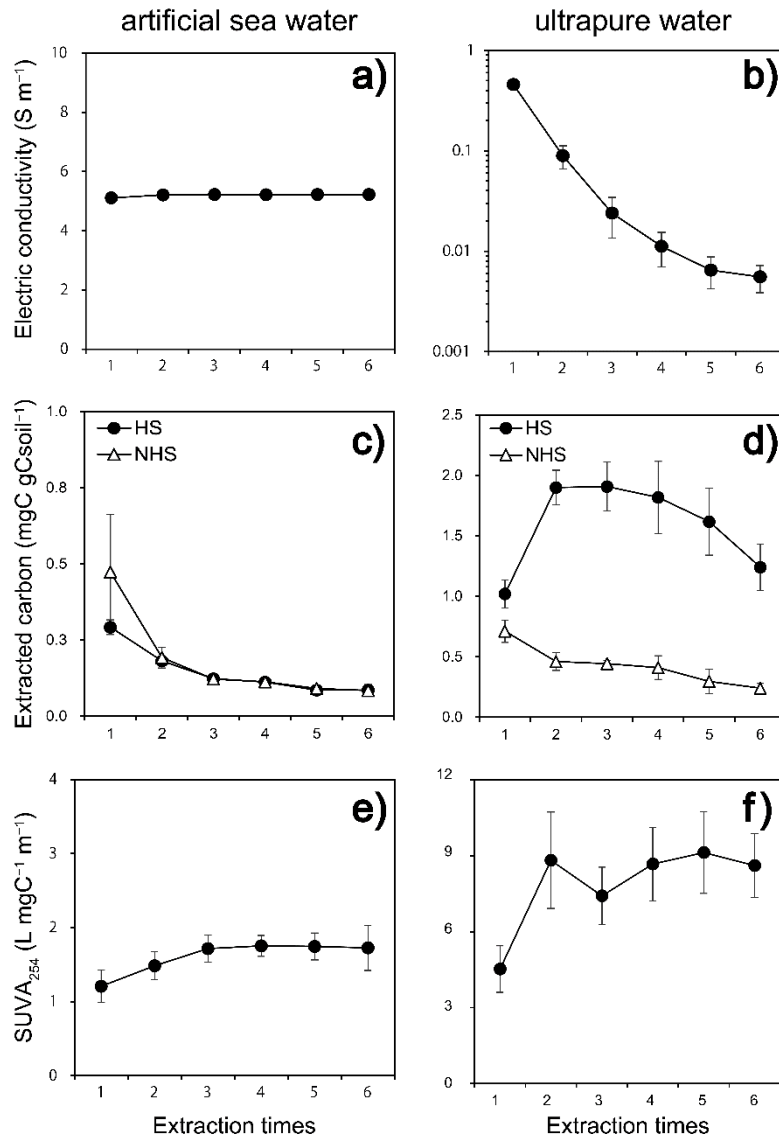 artificial sea water
ultrapure water
a)
Electric conductivity (S m⁻¹)
10
8
6
4
2
0
1 2 3 4 5 6
b)
1
0.1
0.01
0.001
1 2 3 4 5 6
c)
HS
NHS
Extracted carbon (mgC gCsoil⁻¹)
1.0
0.8
0.5
0.3
0.0
1 2 3 4 5 6
d)
HS
NHS
2.5
2.0
1.5
1.0
0.5
0.0
1 2 3 4 5 6
e)
SUVA₂₅₄ (L mgC⁻¹ m⁻¹)
4
3
2
1
0
1 2 3 4 5 6
Extraction times
f)
12
9
6
3
0
1 2 3 4 5 6
Extraction times